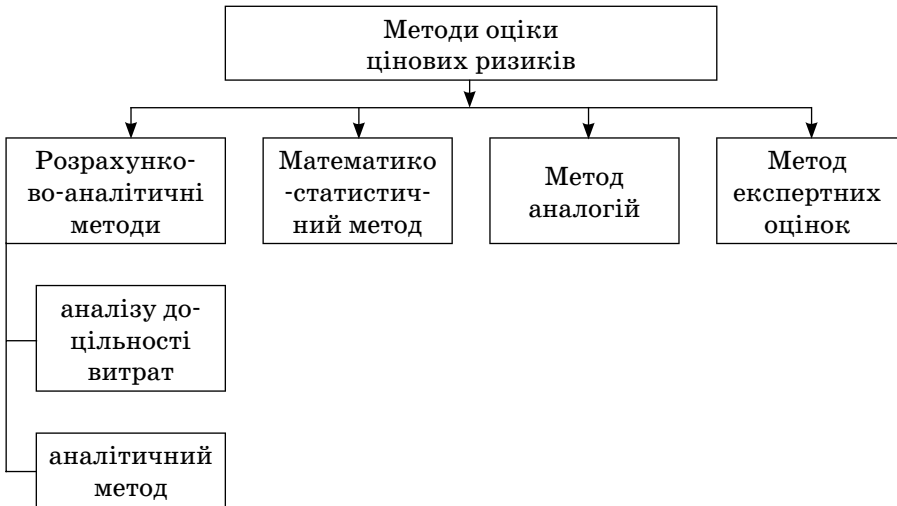 Методи оціки
цінових ризиків
Розрахунко-
во-аналітичні
методи
Математико
-статистич-
ний метод
Метод
аналогій
Метод
експертних
оцінок
аналізу до-
цільності
витрат
аналітичний
метод